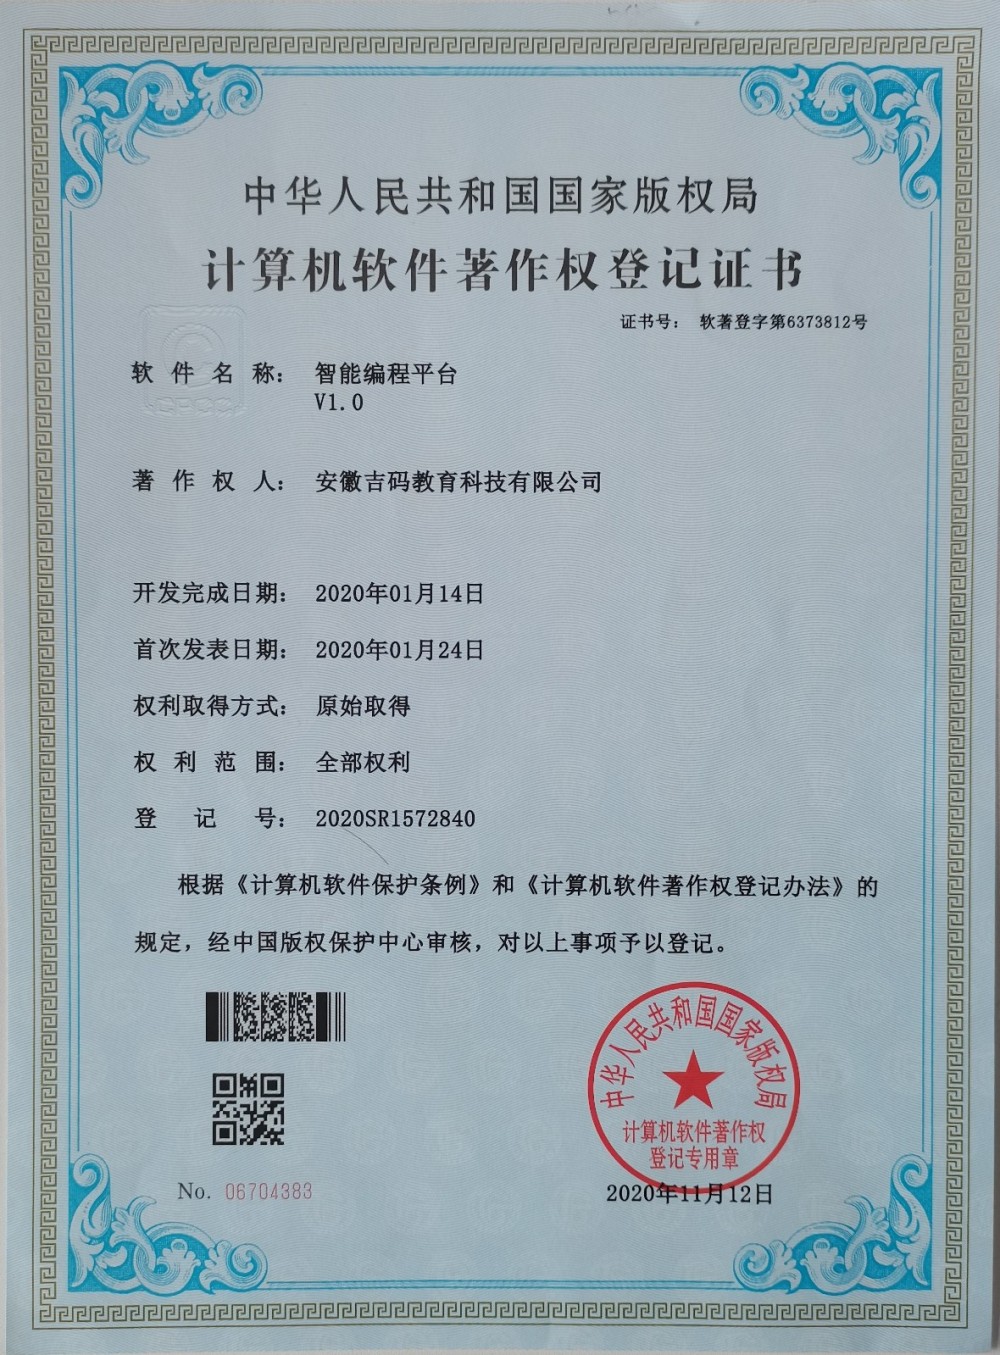 中华人民共和国国家版权局
计算机软件著作权登记证书
证书号： 软著登字第6373812号
软件名称： 智能编程平台
V1.0
著作权人： 安徽吉码教育科技有限公司
开发完成日期： 2020年01月14日
首次发表日期： 2020年01月24日
权利取得方式： 原始取得
权利范围： 全部权利
登记号： 2020SR1572840
根据《计算机软件保护条例》和《计算机软件著作权登记办法》的
规定，经中国版权保护中心审核，对以上事项予以登记。
中华人民共和国国家版权局
计算机软件著作权
登记专用章
No. 06704383
2020年11月12日